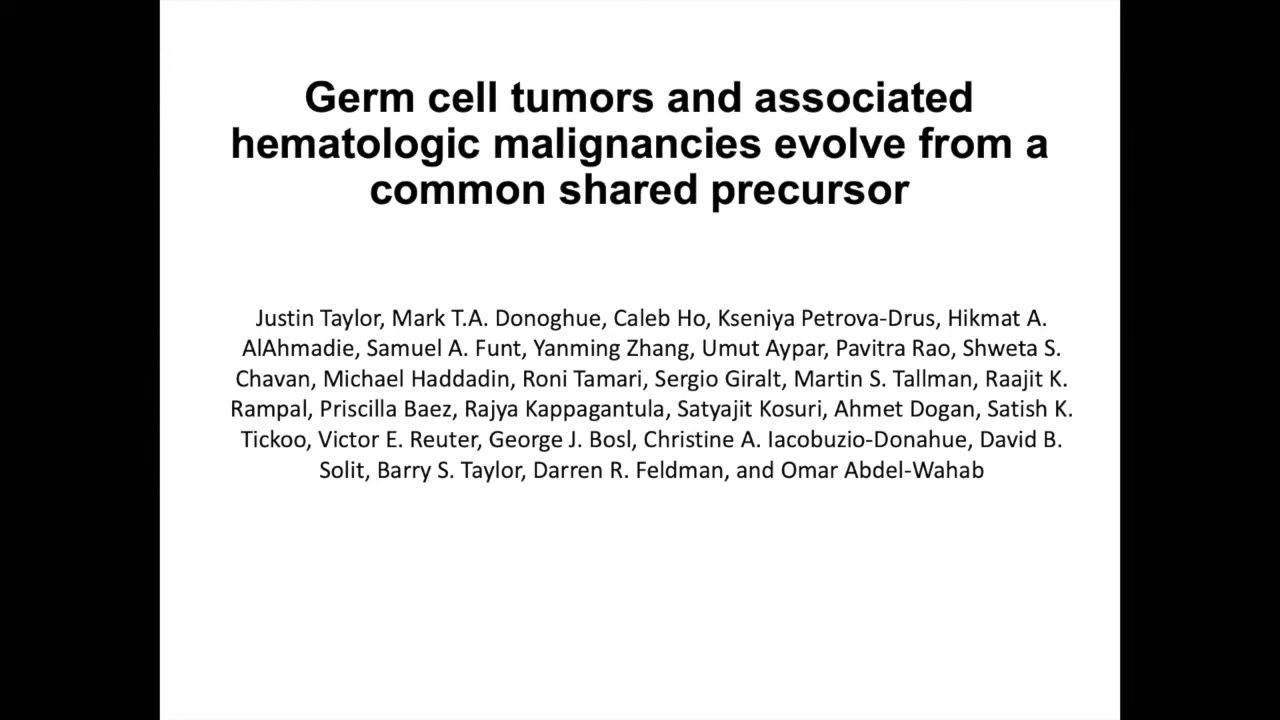 Germ cell tumors and associated
hematologic malignancies evolve from a
common shared precursor
Justin Taylor, Mark T.A. Donoghue, Caleb Ho, Kseniya Petrova-Drus, Hikmat A.
AlAhmadie, Samuel A. Funt, Yanming Zhang, Umut Aypar, Pavitra Rao, Shweta S.
Chavan, Michael Haddadin, Roni Tamari, Sergio Giralt, Martin S. Tallman, Raajit K.
Rampal, Priscilla Baez, Rajya Kappagantula, Satyajit Kosuri, Ahmet Dogan, Satish K.
Tickoo, Victor E. Reuter, George J. Bosl, Christine A. Iacobuzio-Donahue, David B.
Solit, Barry S. Taylor, Darren R. Feldman, and Omar Abdel-Wahab